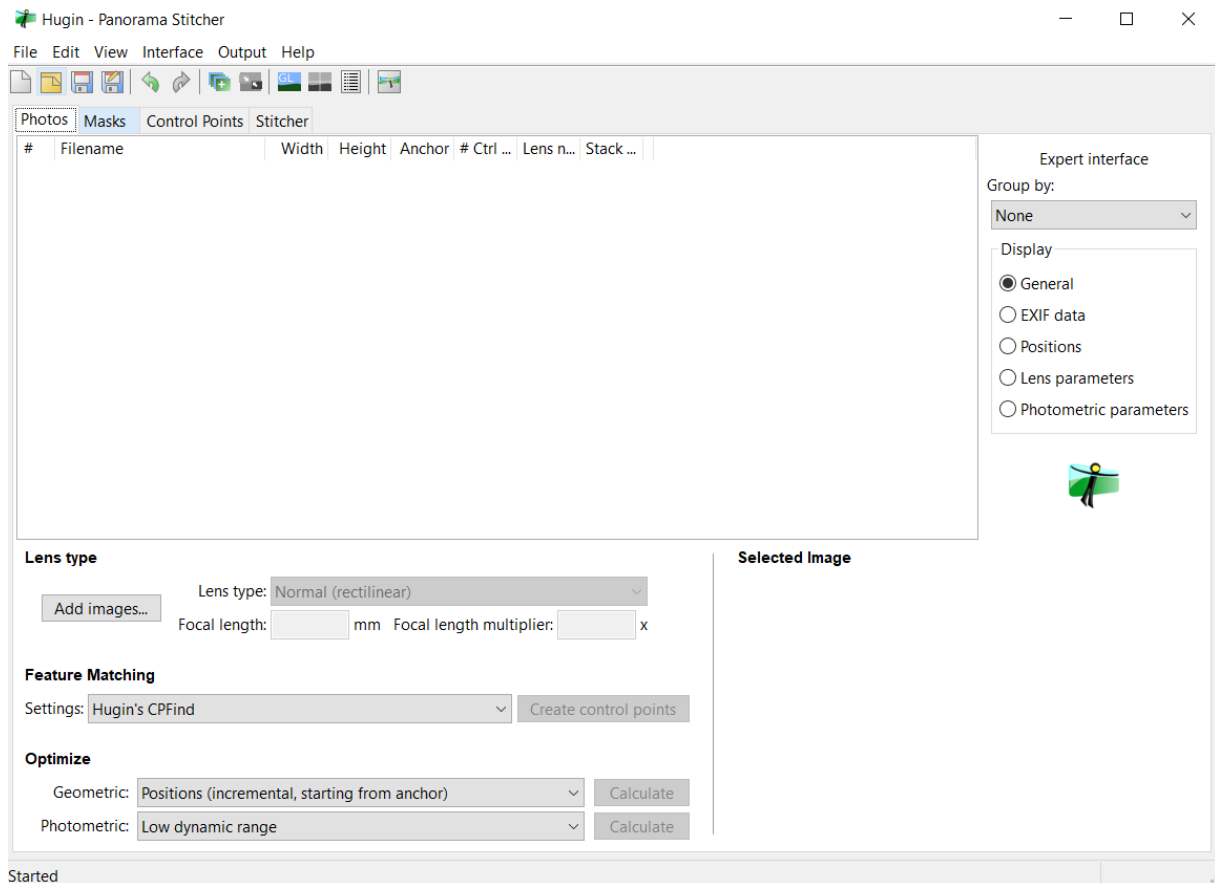 Hugin - Panorama Stitcher
File Edit View Interface Output Help
GL
Photos Masks Control Points Stitcher
# Filename Width Height Anchor # Ctrl ... Lens n... Stack ...
Expert interface
Group by:
None
Display
General
EXIF data
Positions
Lens parameters
Photometric parameters
Lens type
Selected Image
Add images...
Lens type: Normal (rectilinear)
Focal length: mm Focal length multiplier: x
Feature Matching
Settings: Hugin's CPFind Create control points
Optimize
Geometric: Positions (incremental, starting from anchor) Calculate
Photometric: Low dynamic range Calculate
Started